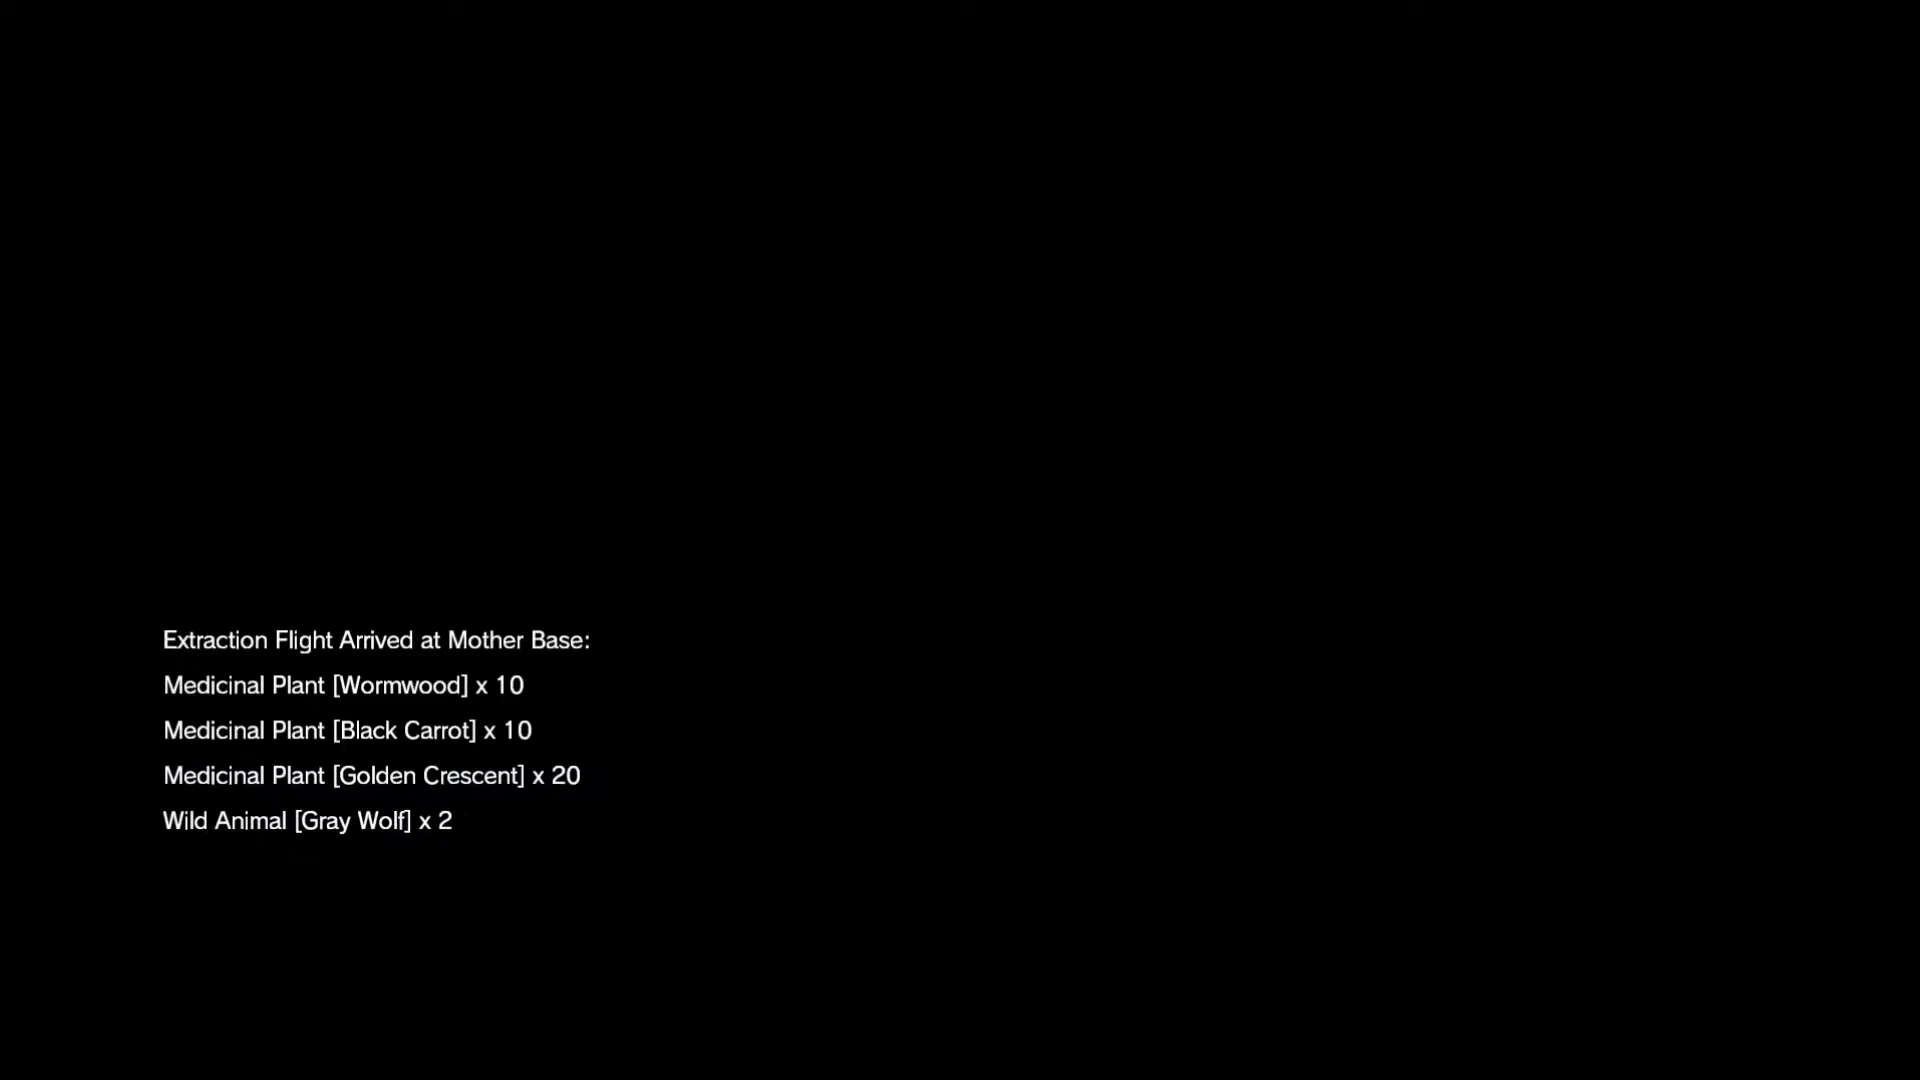 Extraction Flight Arrived at Mother Base:
Medicinal Plant [Wormwood] x 10
Medicinal Plant [Black Carrot] x 10
Medicinal Plant [Golden Crescent] x 20
Wild Animal [Gray Wolf] x 2